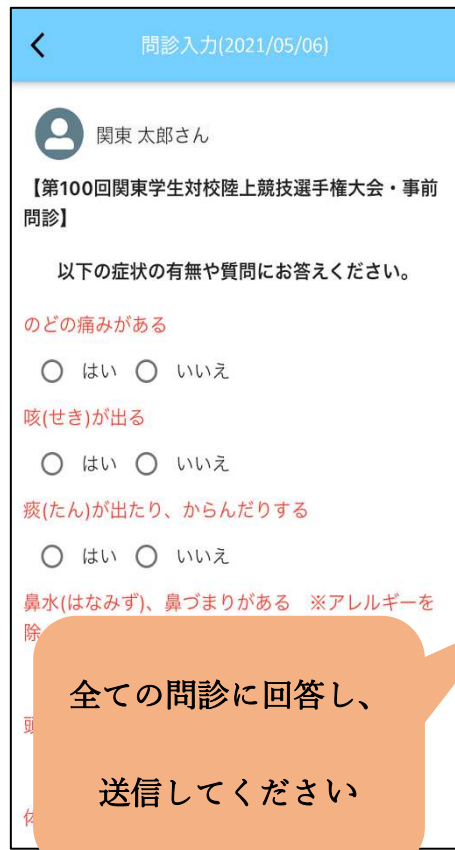 問診入力(2021/05/06)
関東 太郎さん
【第100回関東学生対校陸上競技選手権大会・事前
問診】
以下の症状の有無や質問にお答えください。
のどの痛みがある
はい いいえ
咳(せき)が出る
はい いいえ
痰(たん)が出たり、からんだりする
はい いいえ
鼻水(はなみず)、鼻づまりがある ※アレルギーを
除
全ての問診に回答し、
送信してください